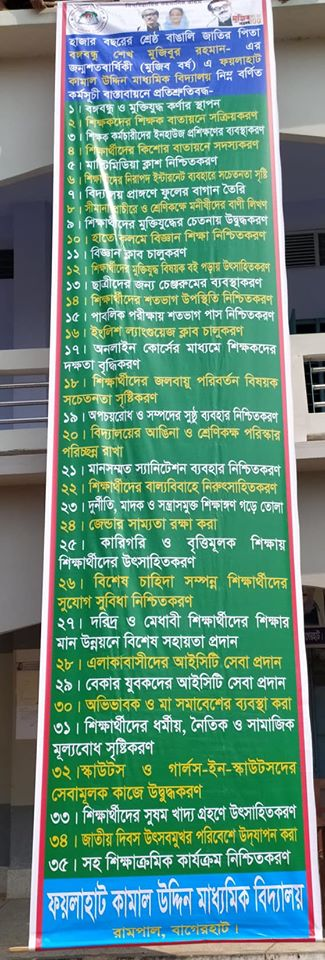 হাজার বছরের শ্রেষ্ঠ বাঙালি জাতির পিতা
বঙ্গবন্ধু শেখ মুজিবুর রহমান- এর
জন্মশতবার্ষিকী (মুজিব বর্ষ) এ ফয়লাহাট
কামাল উদ্দিন মাধ্যমিক বিদ্যালয় নিম্ন বর্ণিত
কর্মসূচী বাস্তবায়নে প্রতিশ্রুতিবদ্ধ-
১। বঙ্গবন্ধু ও মুক্তিযুদ্ধ কর্ণার স্থাপন
২। শিক্ষকদের শিক্ষক বাতায়নে সক্রিয়করণ
৩। শিক্ষক কর্মচারীদের ইনহাউজ প্রশিক্ষণের ব্যবস্থাকরণ
৪। শিক্ষার্থীদের কিশোর বাতায়নে সদস্যকরণ
৫। মাল্টিমিডিয়া ক্লাশ নিশ্চিতকরণ
৬। শিক্ষার্থীদের নিরাপদ ইন্টারনেট ব্যবহারে সচেতনতা সৃষ্টি
৭। বিদ্যালয় প্রাঙ্গণে ফুলের বাগান তৈরি
৮। সীমানা প্রাচীরে ও শ্রেণিকক্ষে মনীষীদের বাণী লিখণ
৯। শিক্ষার্থীদের মুক্তিযুদ্ধের চেতনায় উদ্বুদ্ধকরণ
১০। হাতে কলমে বিজ্ঞান শিক্ষা নিশ্চিতকরণ
১১। বিজ্ঞান ক্লাব চালুকরণ
১২। শিক্ষার্থীদের মুক্তিযুদ্ধ বিষয়ক বই পড়ায় উৎসাহিতকরণ
১৩। ছাত্রীদের জন্য চেঞ্জরুমের ব্যবস্থাকরণ
১৪। শিক্ষার্থীদের শতভাগ উপস্থিতি নিশ্চিতকরণ
১৫। পাবলিক পরীক্ষায় শতভাগ পাস নিশ্চিতকরণ
১৬। ইংলিশ ল্যাংগুয়েজ ক্লাব চালুকরণ
১৭। অনলাইন কোর্সের মাধ্যমে শিক্ষকদের
দক্ষতা বৃদ্ধিকরণ
১৮। শিক্ষার্থীদের জলবায়ু পরিবর্তন বিষয়ক
সচেতনতা সৃষ্টিকরণ
১৯। অপচয়রোধ ও সম্পদের সুষ্ঠু ব্যবহার নিশ্চিতকরণ
২০। বিদ্যালয়ের আঙিনা ও শ্রেণিকক্ষ পরিস্কার
পরিচ্ছন্ন রাখা
২১। মানসম্মত স্যানিটেশন ব্যবহার নিশ্চিতকরণ
২২। শিক্ষার্থীদের বাল্যবিবাহে নিরুৎসাহিতকরণ
২৩। দুর্নীতি, মাদক ও সন্ত্রাসমুক্ত শিক্ষাঙ্গণ গড়ে তোলা
২৪। জেন্ডার সাম্যতা রক্ষা করা
২৫। কারিগরি ও বৃত্তিমূলক শিক্ষায়
শিক্ষার্থীদের উৎসাহিতকরণ
২৬। বিশেষ চাহিদা সম্পন্ন শিক্ষার্থীদের
সুযোগ সুবিধা নিশ্চিতকরণ
২৭। দরিদ্র ও মেধাবী শিক্ষার্থীদের শিক্ষার
মান উন্নয়নে বিশেষ সহায়তা প্রদান
২৮। এলাকাবাসীদের আইসিটি সেবা প্রদান
২৯। বেকার যুবকদের আইসিটি সেবা প্রদান
৩০। অভিভাবক ও মা সমাবেশের ব্যবস্থা করা
৩১। শিক্ষার্থীদের ধর্মীয়, নৈতিক ও সামাজিক
মূল্যবোধ সৃষ্টিকরণ
৩২।স্কাউটস ও গার্লস-ইন-স্কাউটসদের
সেবামূলক কাজে উদ্বুদ্ধকরণ
৩৩। শিক্ষার্থীদের সুষম খাদ্য গ্রহণে উৎসাহিতকরণ
৩৪। জাতীয় দিবস উৎসবমুখর পরিবেশে উদযাপন করা
৩৫। সহ শিক্ষাক্রমিক কার্যক্রম নিশ্চিতকরণ
ফয়লাহাট কামাল উদ্দিন মাধ্যমিক বিদ্যালয়
রামপাল, বাগেরহাট।